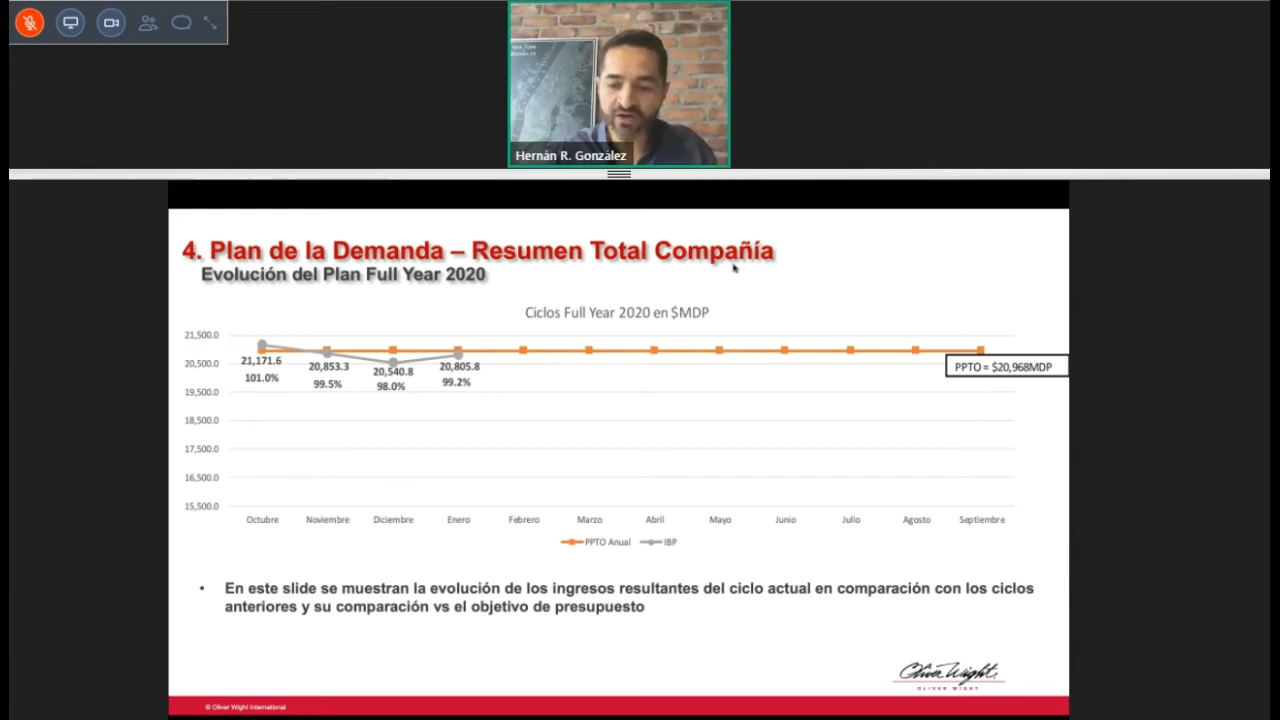 Hernán R. González
4. Plan de la Demanda – Resumen Total Compañía
Evolución del Plan Full Year 2020
Ciclos Full Year 2020 en $MDP
21,500.0
20,500.0
19,500.0
18,500.0
17,500.0
16,500.0
15,500.0
21,171.6
101.0%
20,853.3
99.5%
20,540.8
98.0%
20,805.8
99.2%
PPTO = $20,968MDP
Octubre Noviembre Diciembre Enero Febrero Marzo Abril Mayo Junio Julio Agosto Septiembre
PPTO Anual IBP
• En este slide se muestran la evolución de los ingresos resultantes del ciclo actual en comparación con los ciclos
anteriores y su comparación vs el objetivo de presupuesto
Oliver Wight
OLIVER WIGHT
© Oliver Wight International